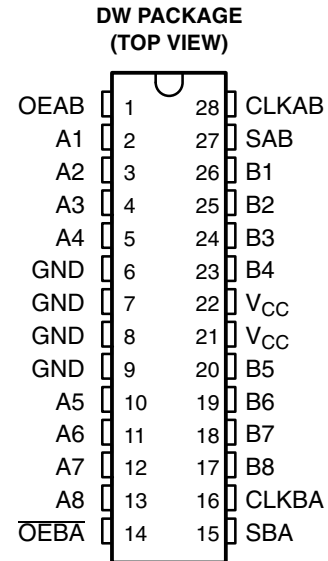 DW PACKAGE
(TOP VIEW)
OEAB 1 28 CLKAB
A1 2 27 SAB
A2 3 26 B1
A3 4 25 B2
A4 5 24 B3
GND 6 23 B4
GND 7 22 VCC
GND 8 21 VCC
GND 9 20 B5
A5 10 19 B6
A6 11 18 B7
A7 12 17 B8
A8 13 16 CLKBA
OEBA 14 15 SBA